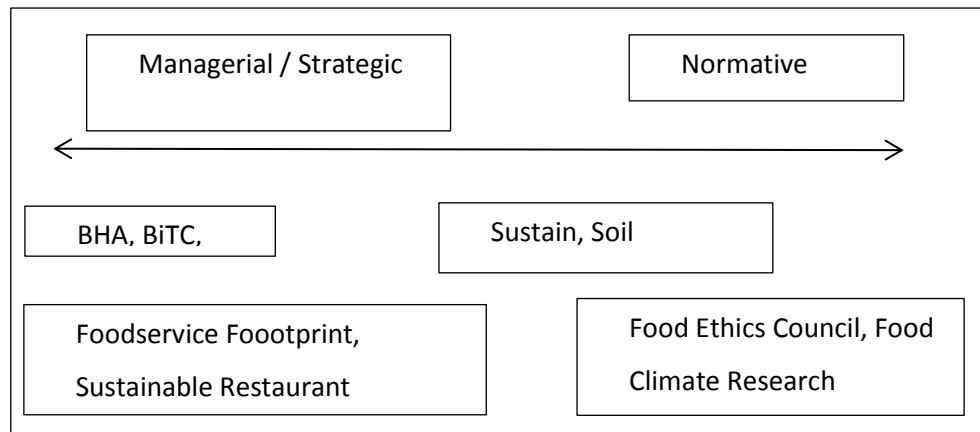 Managerial / Strategic
Normative
BHA, BiTC,
Sustain, Soil
Foodservice Foootprint,
Sustainable Restaurant
Food Ethics Council, Food
Climate Research